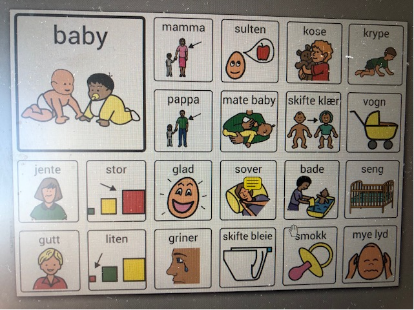 baby
mamma
sulten
kose
krype
pappa
mate baby
skifte klær
vogn
jente
stor
glad
sover
bade
seng
gutt
liten
griner
skifte bleie
smokk
mye lyd